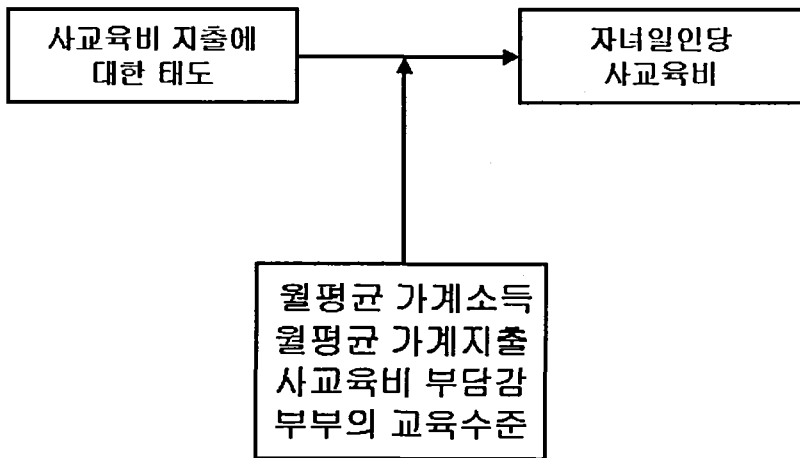 사교육비 지출에
대한 태도
자녀일인당
사교육비
월평균 가계소득
월평균 가계지출
사교육비 부담감
부부의 교육수준